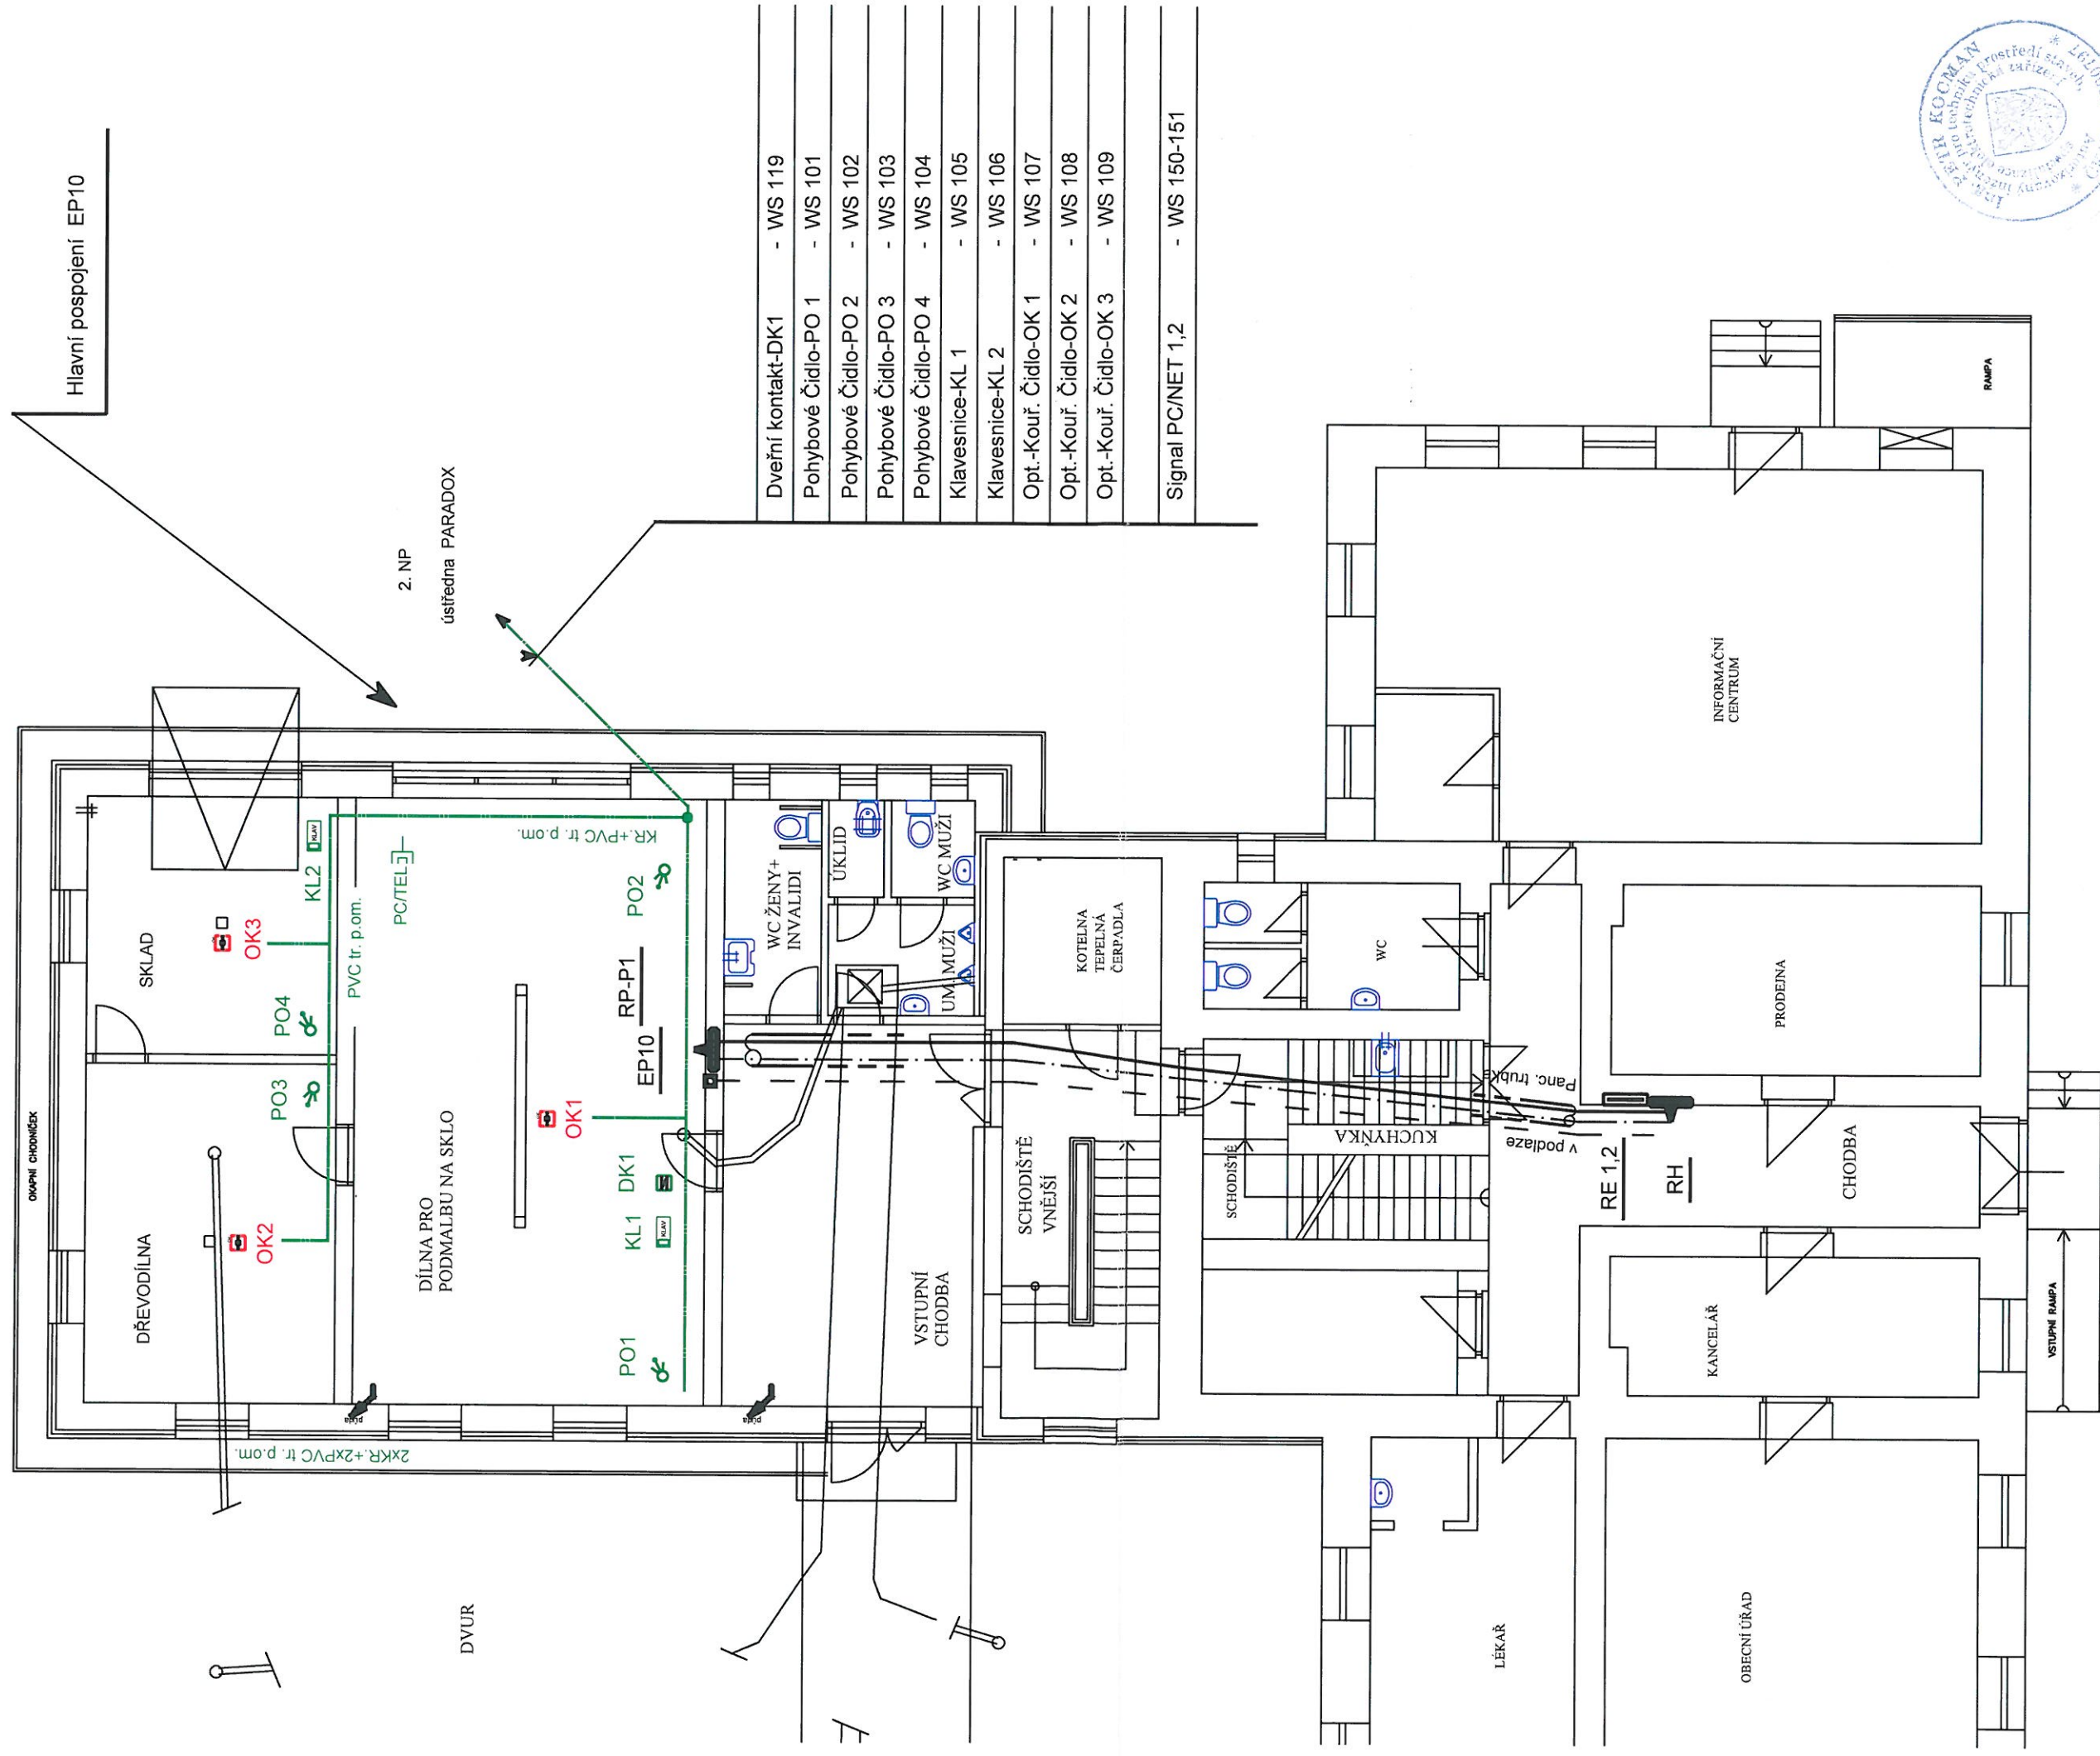 Hlavní pospojení EP10
2. NP
ústředna PARADOX
Dveřní kontakt-DK1 - WS 119
Pohybové Čidlo-PO 1 - WS 101
Pohybové Čidlo-PO 2 - WS 102
Pohybové Čidlo-PO 3 - WS 103
Pohybové Čidlo-PO 4 - WS 104
Klavesnice-KL 1 - WS 105
Klavesnice-KL 2 - WS 106
Opt.-Kouř. Čidlo-OK 1 - WS 107
Opt.-Kouř. Čidlo-OK 2 - WS 108
Opt.-Kouř. Čidlo-OK 3 - WS 109
Signal PC/NET 1,2 - WS 150-151
OKAPNÍ CHODNÍČEK
SKLAD
DŘEVODÍLNA
OK3
OK2
PO4
PO3
KL2
KLAV
PVC tr. p.om.
PC/TEL
KR.+PVC tr. p.om.
2xKR.+2xPVC tr. p.om.
DÍLNA PRO
PODMALBU NA SKLO
OK1
PO2
RP-P1
EP10
DK1
KL1
KLAV
PO1
půda
půda
DVUR
WC ŽENY+
INVALIDI
ÚKLID
WC MUŽI
UM. MUŽI
VSTUPNÍ
CHODBA
SCHODIŠTĚ
VNĚJŠÍ
KOTELNA
TEPELNÁ
ČERPADLA
WC
SCHODIŠTĚ
KUCHYŇKA
Panc. trubka
v podlaze
RE 1,2
RH
CHODBA
PRODEJNA
KANCELÁŘ
INFORMAČNÍ
CENTRUM
RAMPA
VSTUPNÍ RAMPA
LÉKAŘ
OBECNÍ ÚŘAD
Ing. PETR KOCMAN